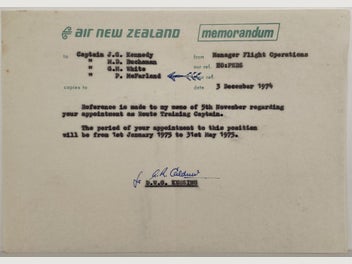 air new zealand memorandum
to Captain J.G. Kennedy from Manager Flight Operations
" M.D. Buchanan our ref.
" G.H. White
" P. McFarland ref.
copies to date 3 December 1974
Reference is made to my memo of 5th November regarding
your appointment as Route Training Captain.
The period of your appointment to this position
will be from 1st January 1975 to 31st May 1975.